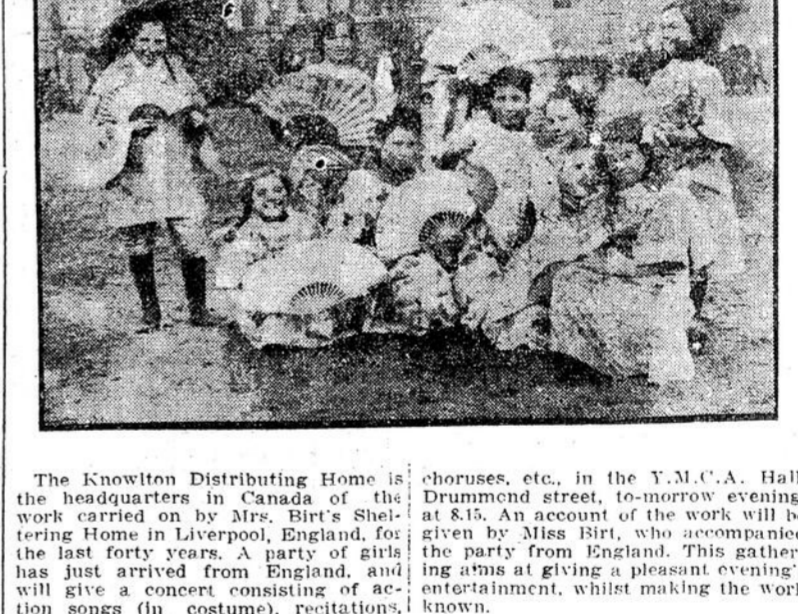 The Knowlton Distributing Home is
the headquarters in Canada of the
work carried on by Mrs. Birt's Shel-
tering Home in Liverpool, England, for
the last forty years. A party of girls
has just arrived from England, and
will give a concert consisting of ac-
tion songs (in costume), recitations,
choruses, etc., in the Y.M.C.A. Hall
Drummond street, to-morrow evening
at 8.15. An account of the work will b
given by Miss Birt, who accompanied
the party from England. This gather-
ing aims at giving a pleasant evening'
entertainment, whilst making the work
known.